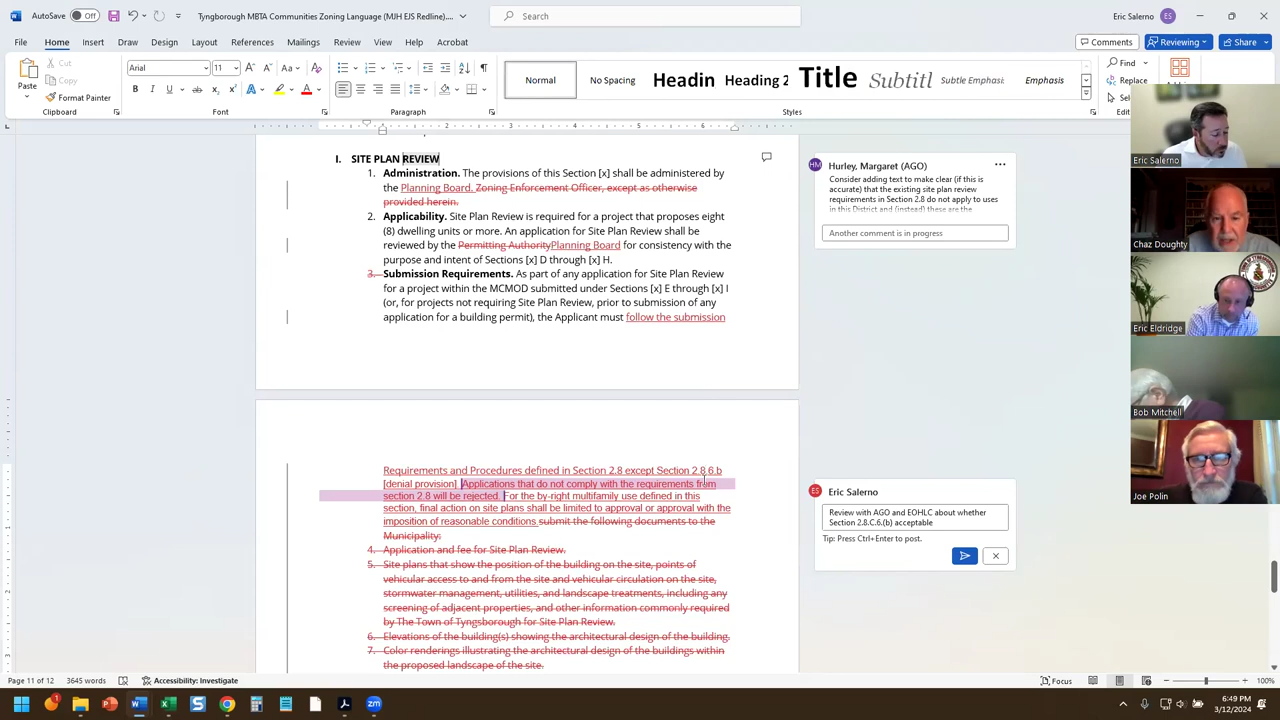 AutoSave Off Tyngborough MBTA Communities Zoning Language (MJH EJS Redline).... Search Eric Salerno ES
File Home Insert Draw Design Layout References Mailings Review View Help Acrobat Comments Reviewing Share
Paste Cut Copy Format Painter Clipboard
Arial 11 Font
Paragraph
Normal No Spacing Headin Heading 2 Title Subtitl Subtle Emphasi: Emphasis Styles
Find Replace
I. SITE PLAN REVIEW
1. Administration. The provisions of this Section [x] shall be administered by
the Planning Board. Zoning Enforcement Officer, except as otherwise
provided herein.
2. Applicability. Site Plan Review is required for a project that proposes eight
(8) dwelling units or more. An application for Site Plan Review shall be
reviewed by the Permitting AuthorityPlanning Board for consistency with the
purpose and intent of Sections [x] D through [x] H.
3. Submission Requirements. As part of any application for Site Plan Review
for a project within the MCMOD submitted under Sections [x] E through [x] I
(or, for projects not requiring Site Plan Review, prior to submission of any
application for a building permit), the Applicant must follow the submission
Requirements and Procedures defined in Section 2.8 except Section 2.8.6.b
[denial provision]. Applications that do not comply with the requirements from
section 2.8 will be rejected. For the by-right multifamily use defined in this
section, final action on site plans shall be limited to approval or approval with the
imposition of reasonable conditions.submit the following documents to the
Municipality:
4. Application and fee for Site Plan Review.
5. Site plans that show the position of the building on the site, points of
vehicular access to and from the site and vehicular circulation on the site,
stormwater management, utilities, and landscape treatments, including any
screening of adjacent properties, and other information commonly required
by The Town of Tyngsborough for Site Plan Review.
6. Elevations of the building(s) showing the architectural design of the building.
7. Color renderings illustrating the architectural design of the buildings within
the proposed landscape of the site.
HM Hurley, Margaret (AGO)
Consider adding text to make clear (if this is
accurate) that the existing site plan review
requirements in Section 2.8 do not apply to uses
in this District and (instead) these are the
Another comment is in progress
ES Eric Salerno
Review with AGO and EOHLC about whether
Section 2.8.C.6.(b) acceptable
Tip: Press Ctrl+Enter to post.
Eric Salerno
Chaz Doughty
Eric Eldridge
Bob Mitchell
Joe Polin
Page 11 of 12 3645 words Accessibility: Investigate Focus 100%
6:49 PM
3/12/2024